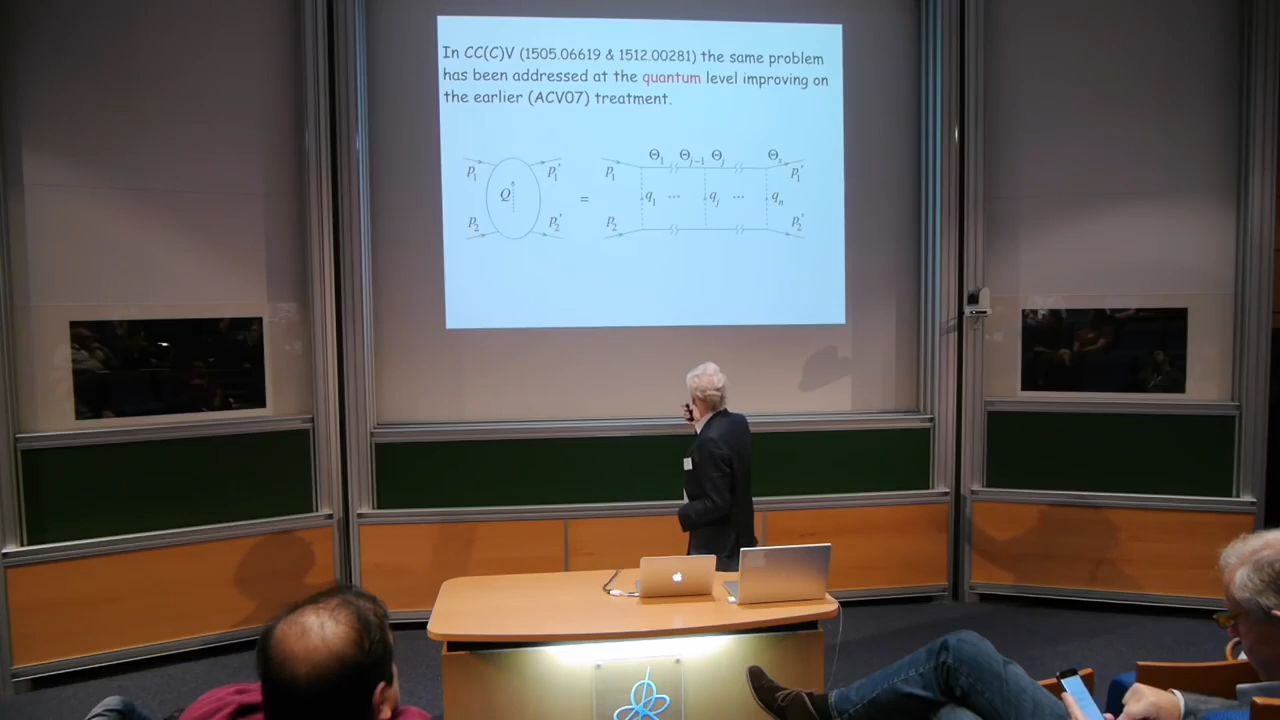 In CC(C)V (1505.06619 & 1512.00281) the same problem
has been addressed at the quantum level improving on
the earlier (ACV07) treatment.
Θ₁ Θⱼ₋₁ Θⱼ
p₁ p₁' p₁ p₁'
Q = q₁ ... qⱼ ... qₙ
p₂ p₂' p₂ p₂'